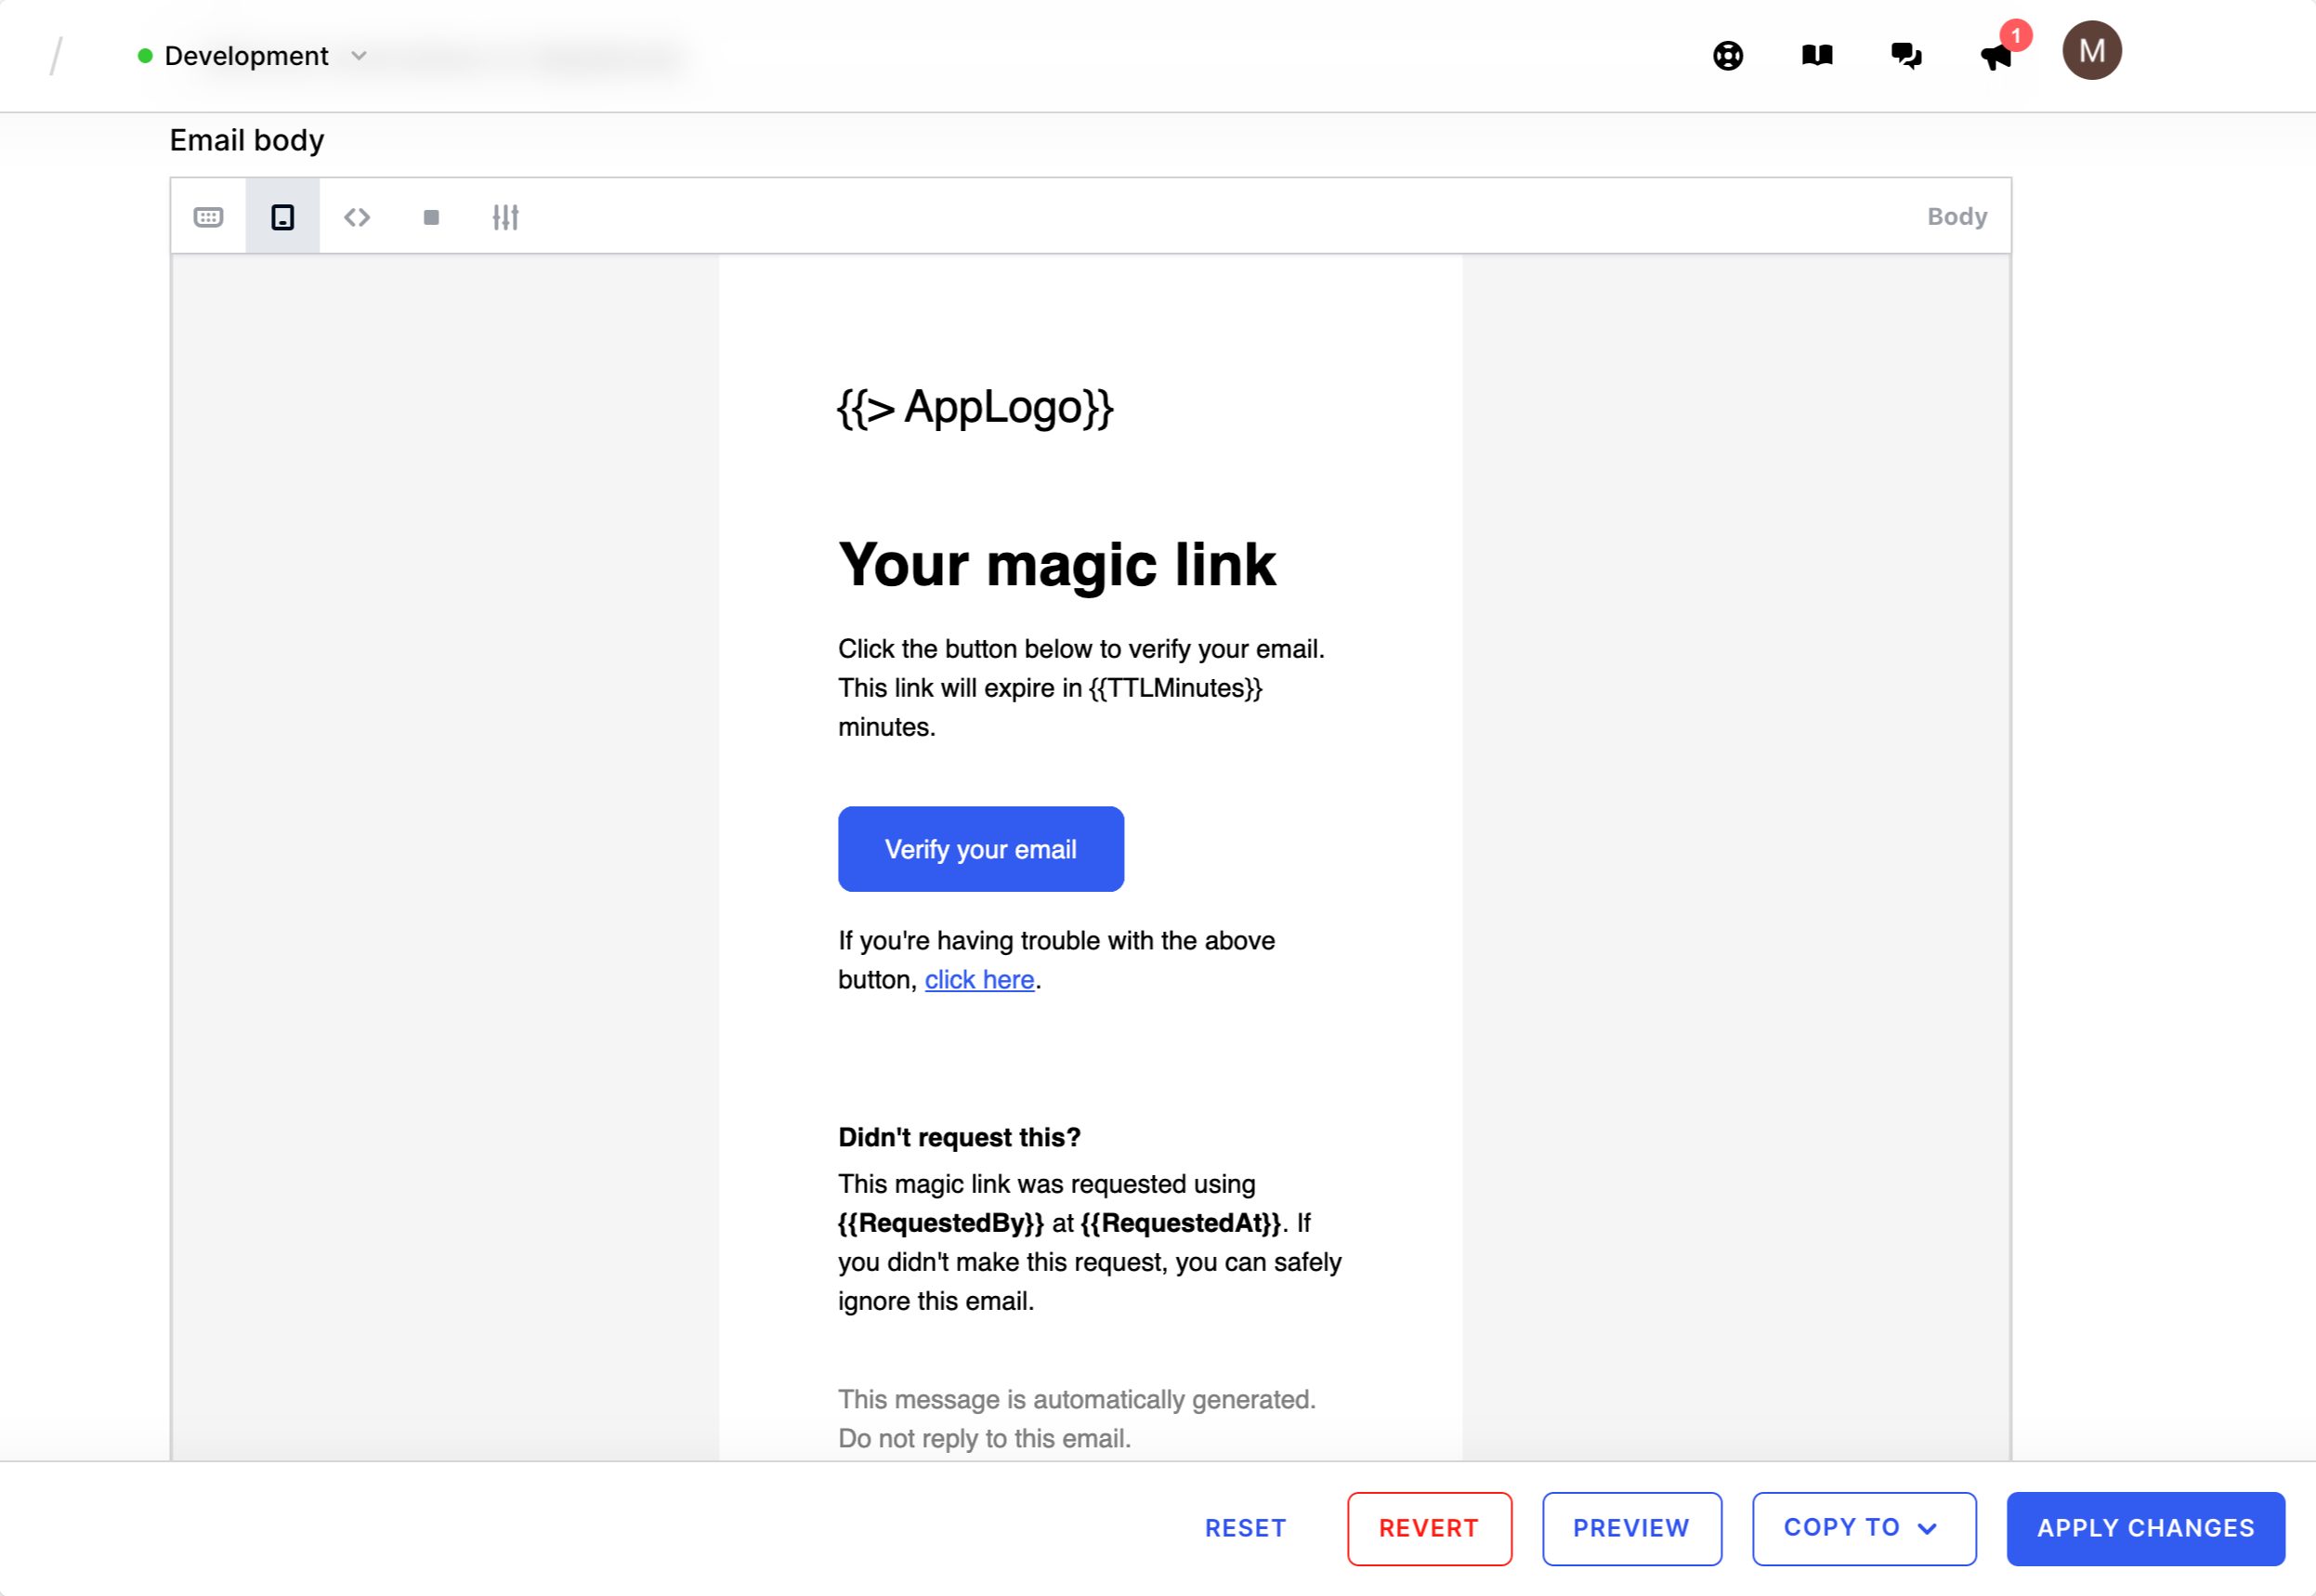 /
Development
1
M
Email body
Body
{{> AppLogo}}
Your magic link
Click the button below to verify your email.
This link will expire in {{TTLMinutes}}
minutes.
Verify your email
If you're having trouble with the above
button, click here.
Didn't request this?
This magic link was requested using
{{RequestedBy}} at {{RequestedAt}}. If
you didn't make this request, you can safely
ignore this email.
This message is automatically generated.
Do not reply to this email.
RESET
REVERT
PREVIEW
COPY TO
APPLY CHANGES